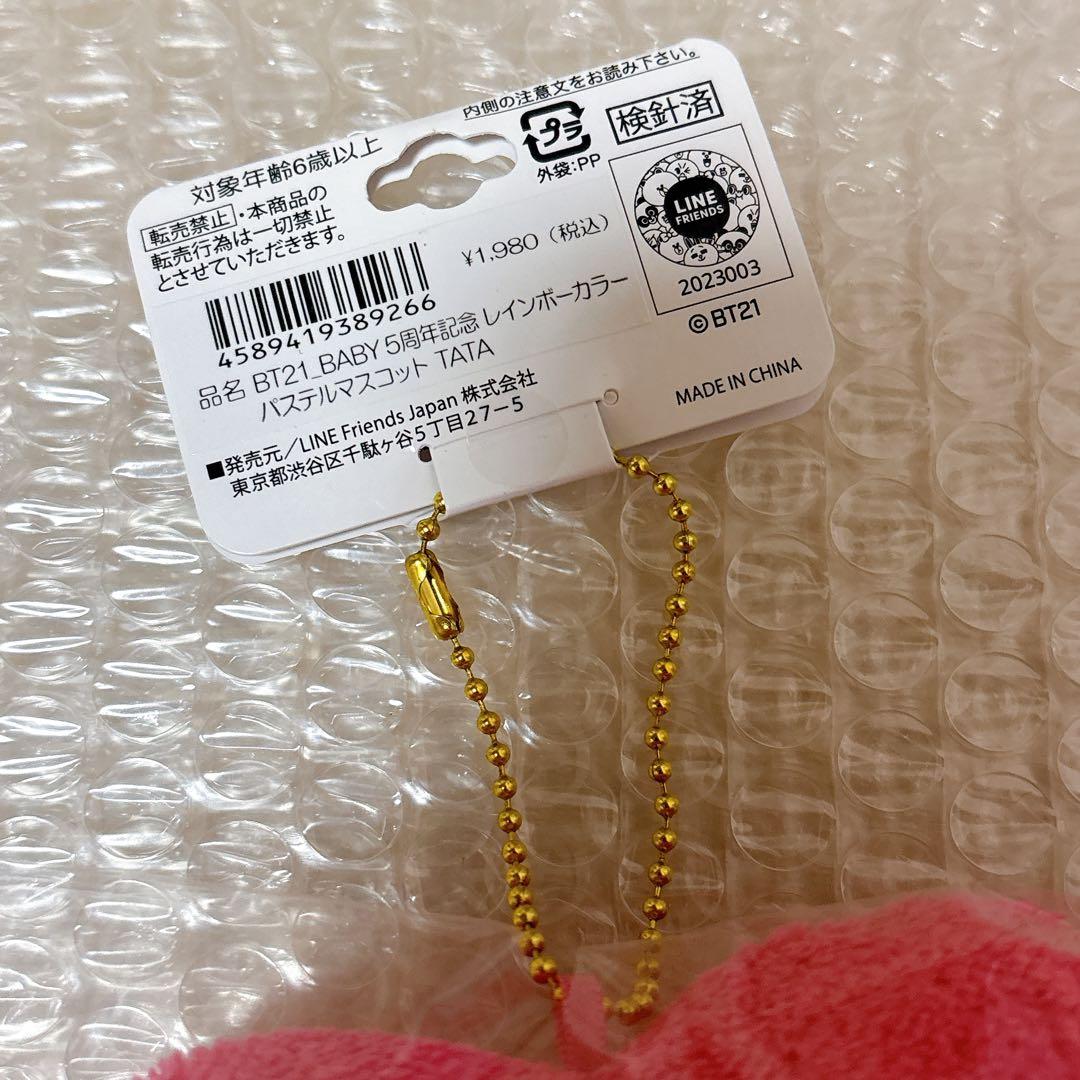 内側の注意文をお読み下さい。
対象年齢6歳以上
プラ
外袋:PP
検針済
転売禁止・本商品の
転売行為は一切禁止
とさせていただきます。
¥1,980(税込)
LINE
FRIENDS
2023003
©BT21
4589419389266
品名 BT21_BABY 5周年記念 レインボーカラー
パステルマスコット TATA
MADE IN CHINA
■発売元/LINE Friends Japan 株式会社
東京都渋谷区千駄ヶ谷5丁目27-5